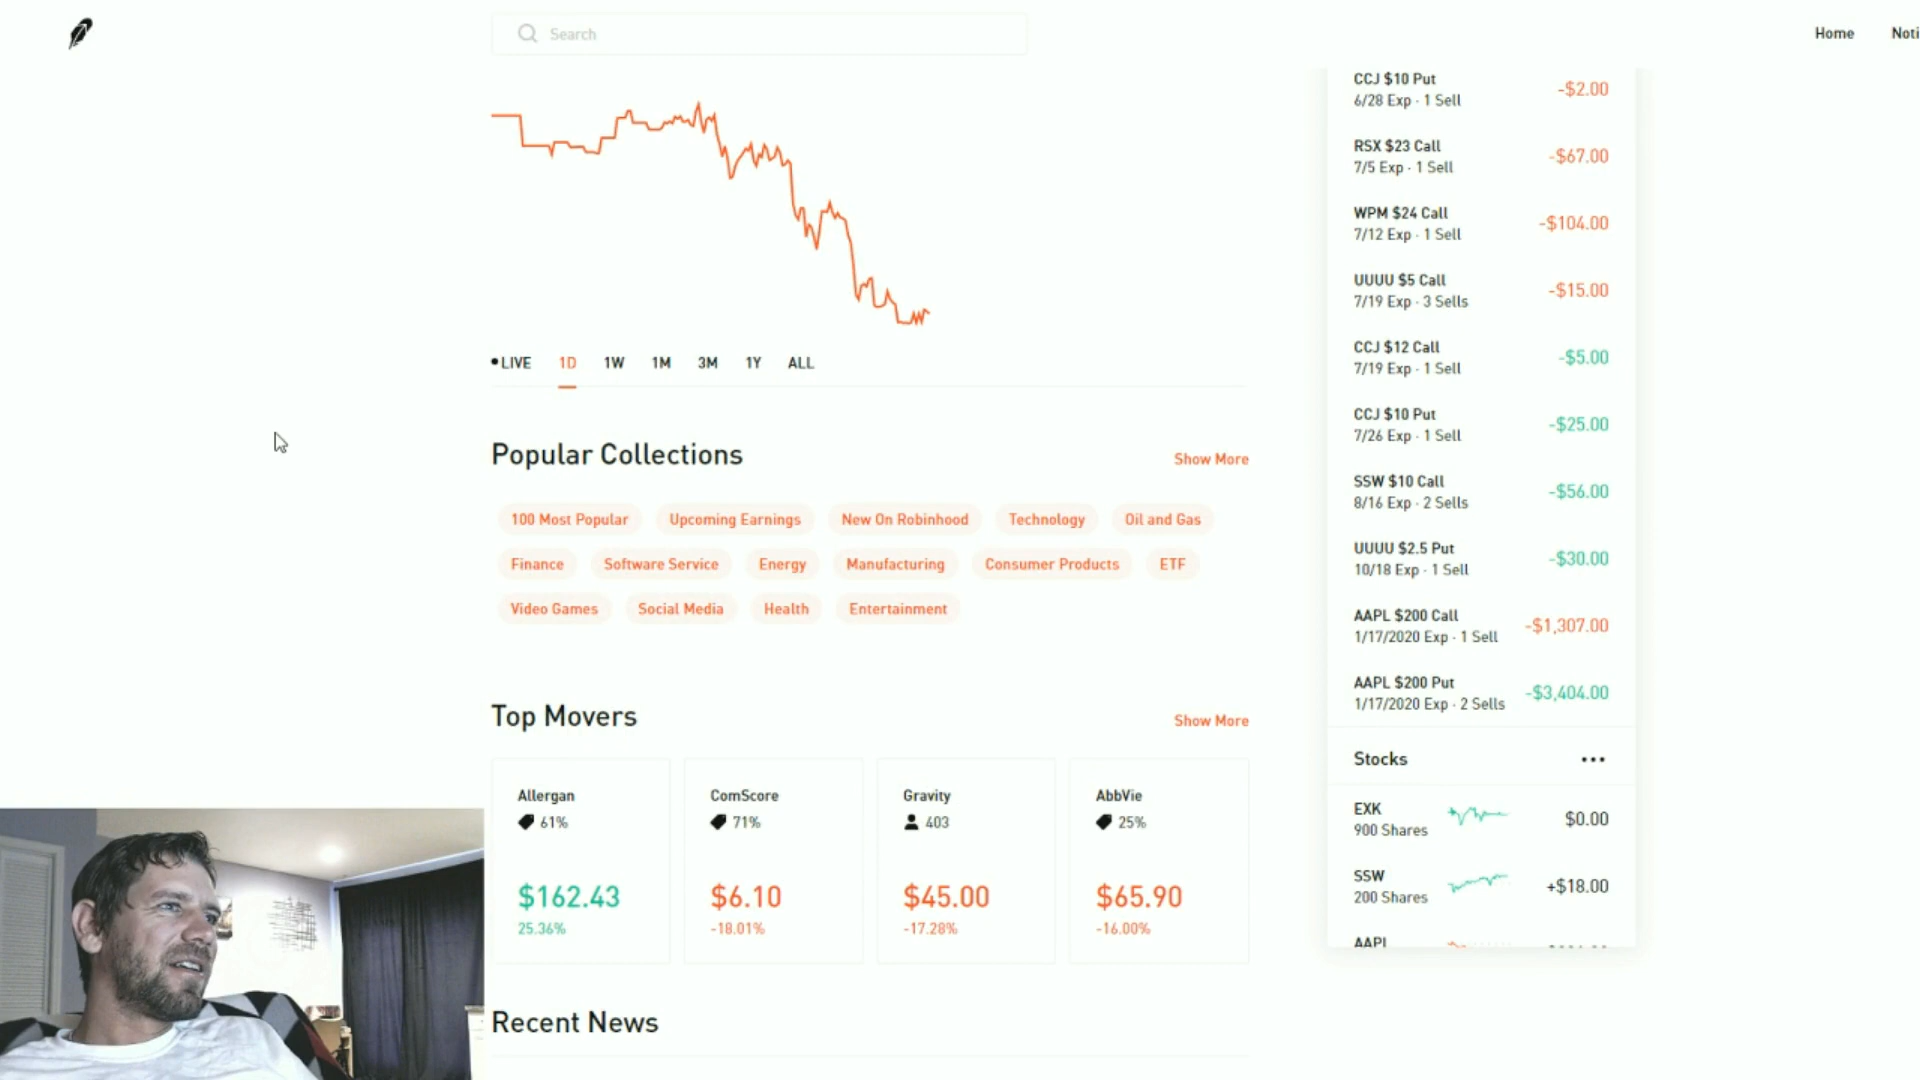 Search
Home
Noti
CCJ $10 Put
6/28 Exp · 1 Sell
-$2.00
RSX $23 Call
7/5 Exp · 1 Sell
-$67.00
WPM $24 Call
7/12 Exp · 1 Sell
-$104.00
UUUU $5 Call
7/19 Exp · 3 Sells
-$15.00
CCJ $12 Call
7/19 Exp · 1 Sell
-$5.00
CCJ $10 Put
7/26 Exp · 1 Sell
-$25.00
SSW $10 Call
8/16 Exp · 2 Sells
-$56.00
UUUU $2.5 Put
10/18 Exp · 1 Sell
-$30.00
AAPL $200 Call
1/17/2020 Exp · 1 Sell
-$1,307.00
AAPL $200 Put
1/17/2020 Exp · 2 Sells
-$3,404.00
Stocks
EXK
900 Shares
$0.00
SSW
200 Shares
+$18.00
AAPL
LIVE 1D 1W 1M 3M 1Y ALL
Popular Collections
Show More
100 Most Popular Upcoming Earnings New On Robinhood Technology Oil and Gas
Finance Software Service Energy Manufacturing Consumer Products ETF
Video Games Social Media Health Entertainment
Top Movers
Show More
Allergan
61%
$162.43
25.36%
ComScore
71%
$6.10
-18.01%
Gravity
403
$45.00
-17.28%
AbbVie
25%
$65.90
-16.00%
Recent News